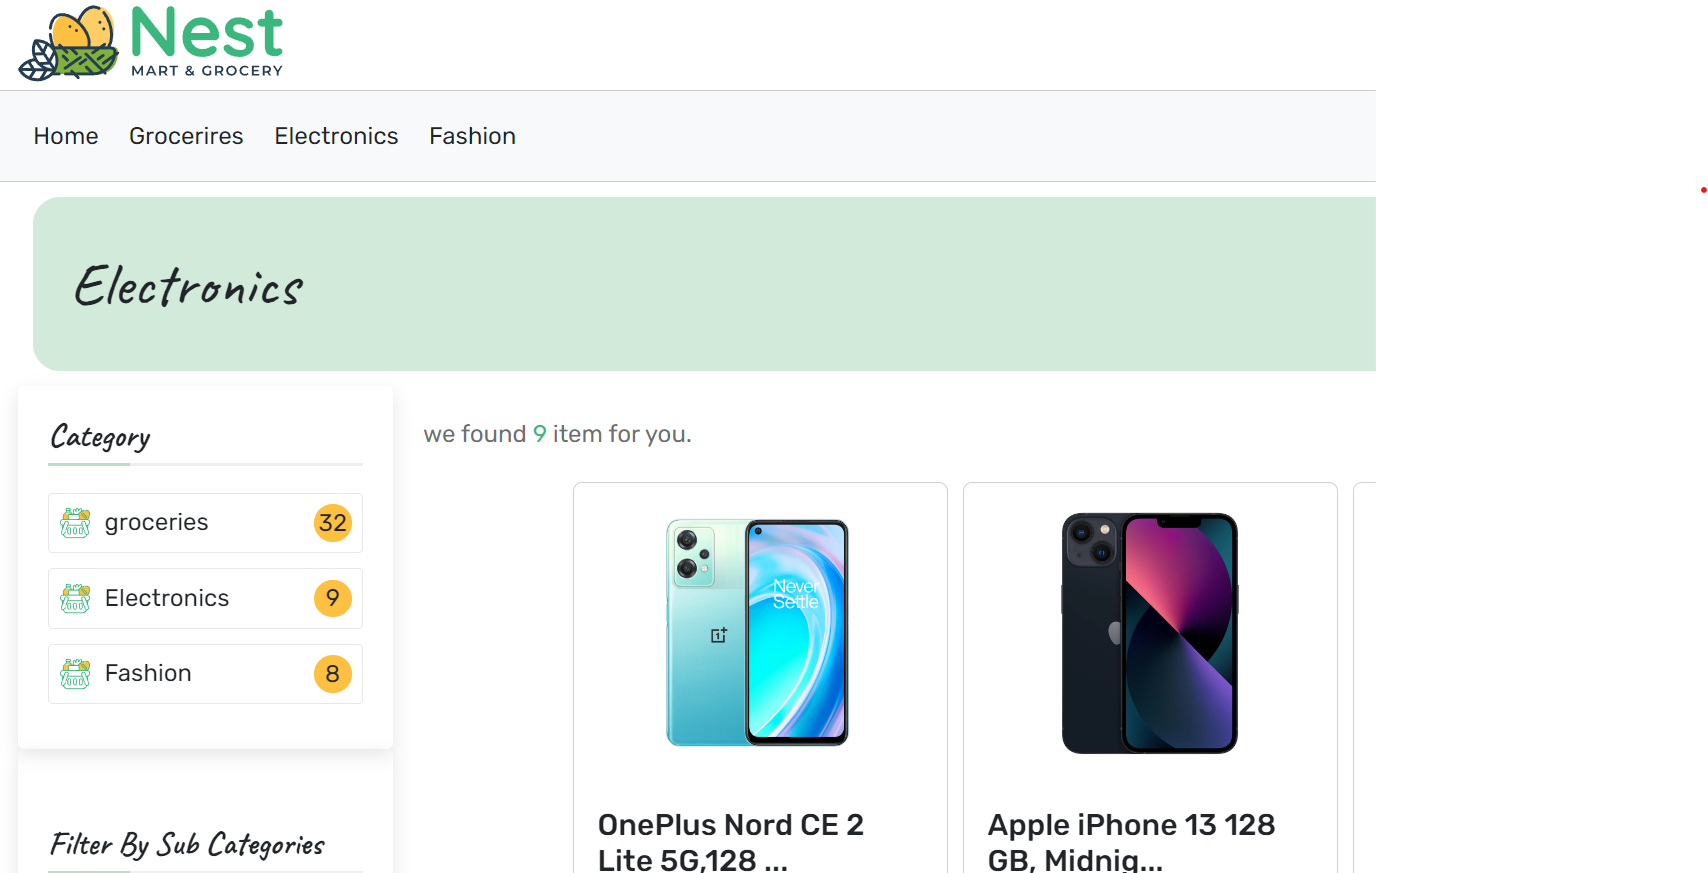 Nest
MART & GROCERY
Home Grocerires Electronics Fashion
Electronics
Category
groceries 32
Electronics 9
Fashion 8
Filter By Sub Categories
we found 9 item for you.
Never
Settle
OnePlus Nord CE 2
Lite 5G,128 ...
Apple iPhone 13 128
GB, Midnig...